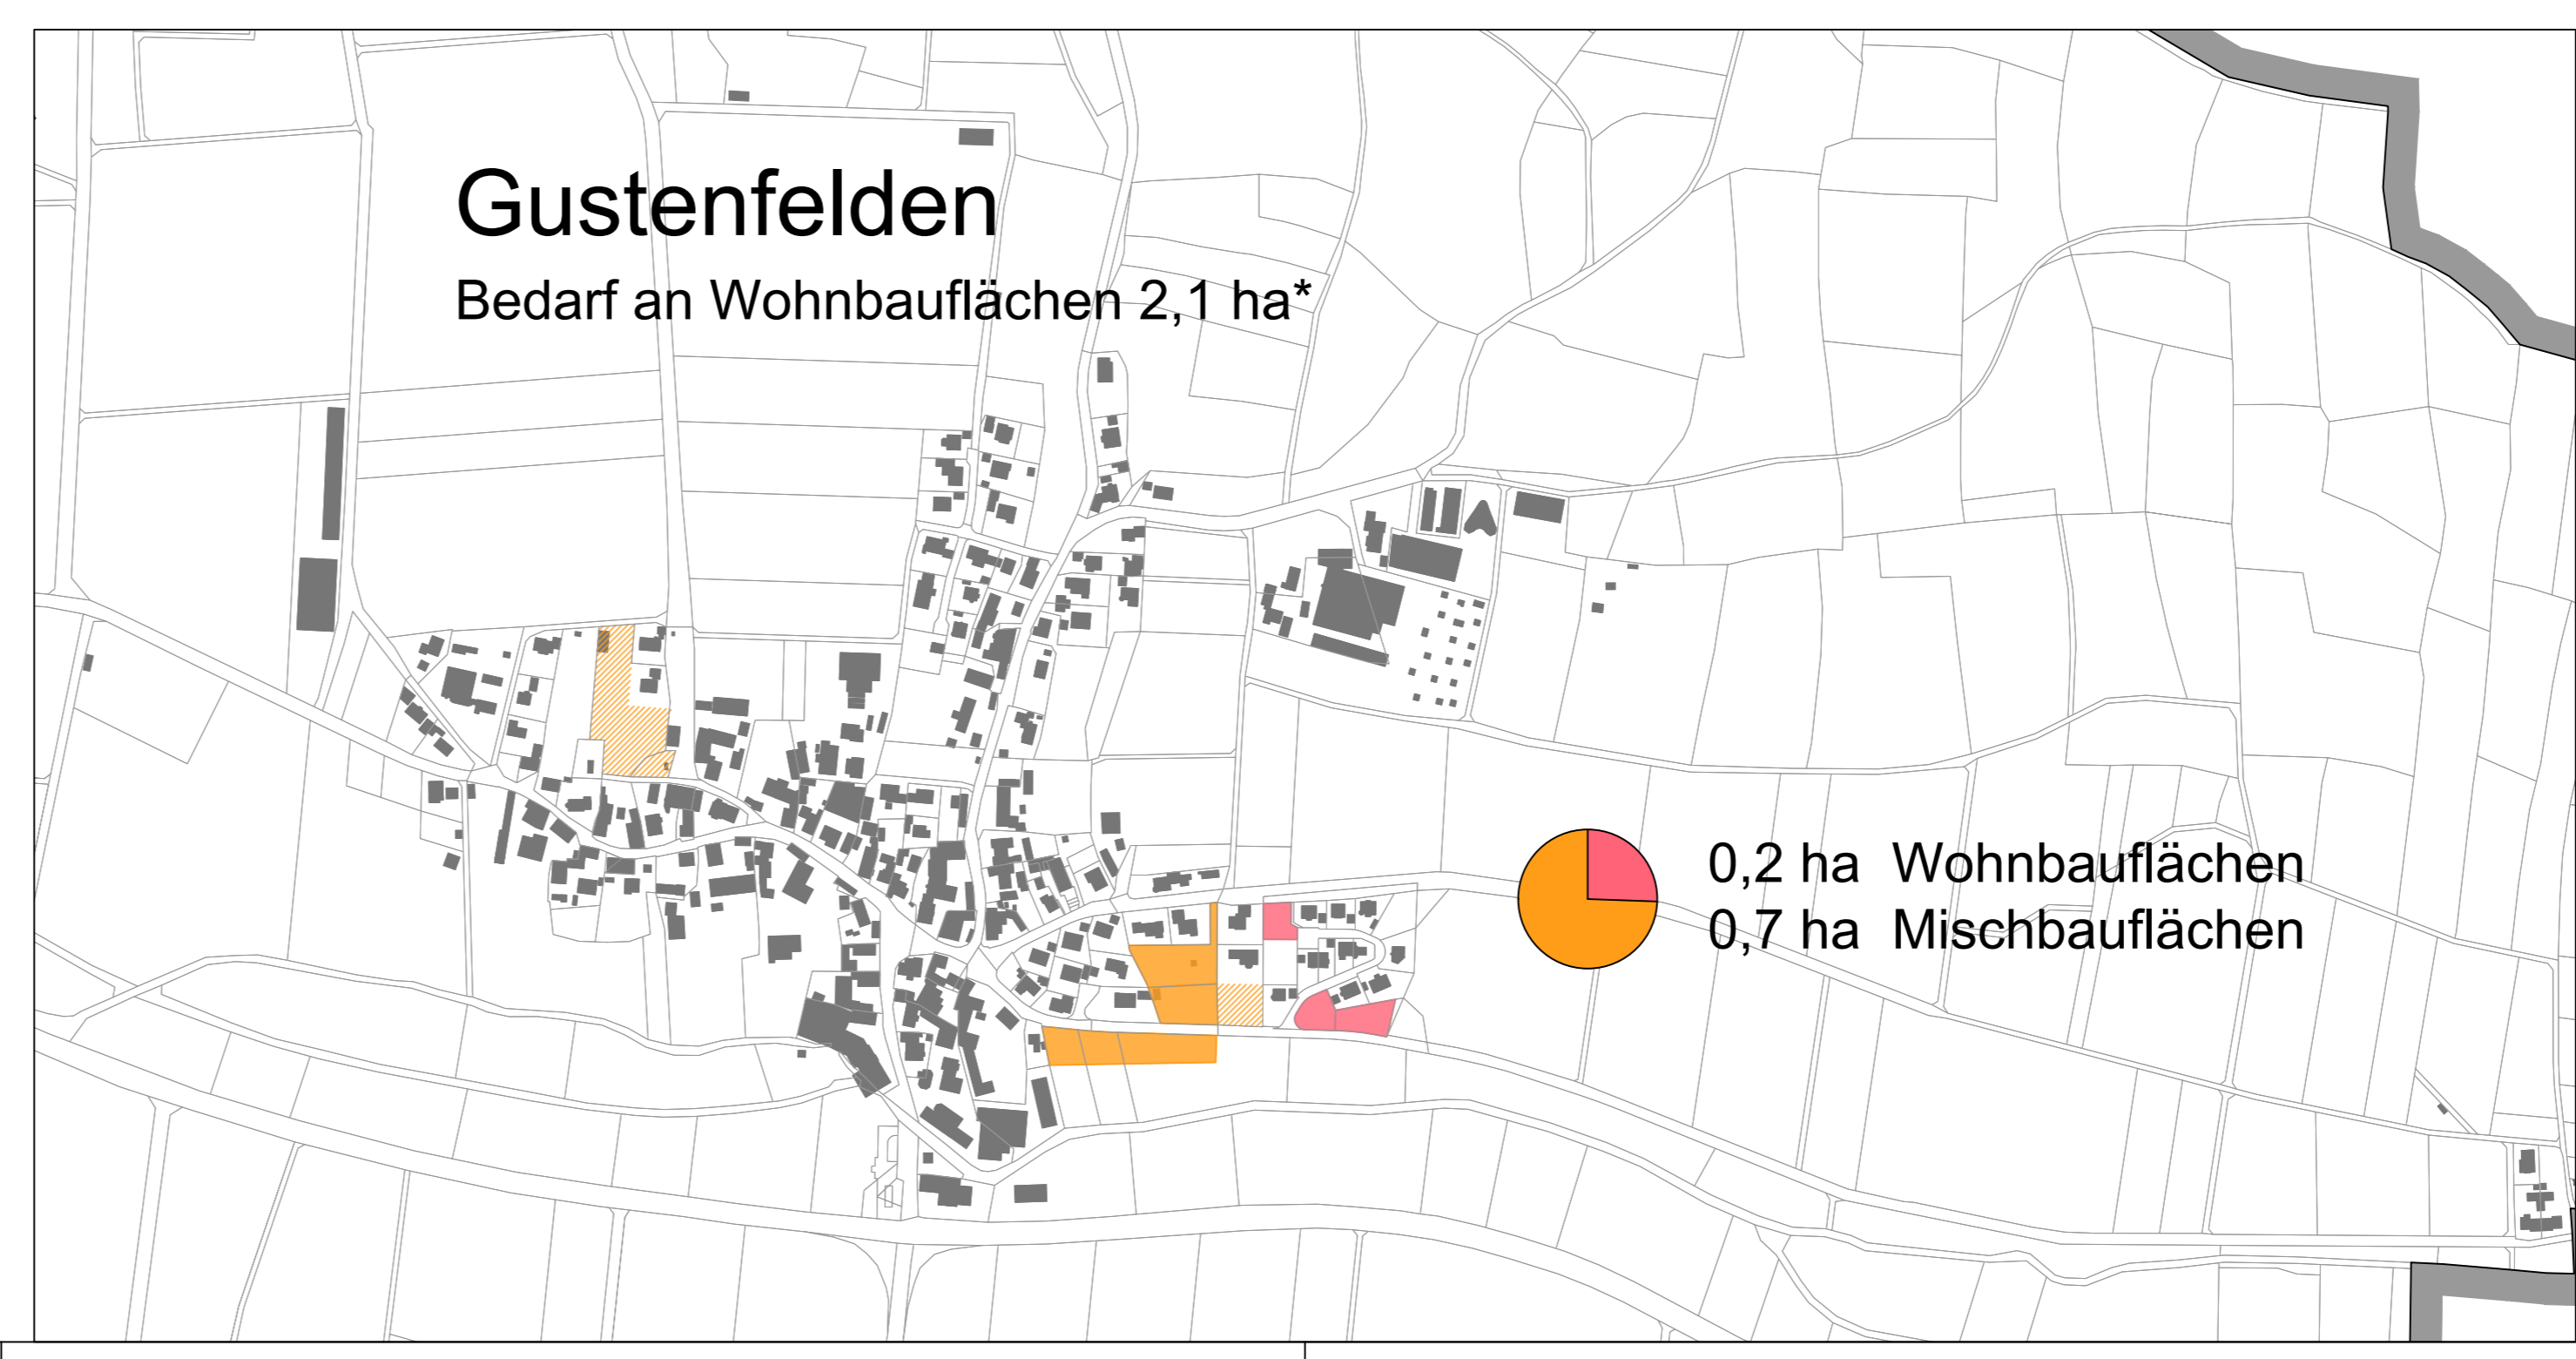 Gustenfelden
Bedarf an Wohnbauflächen 2,1 ha*
0,2 ha Wohnbauflächen
0,7 ha Mischbauflächen